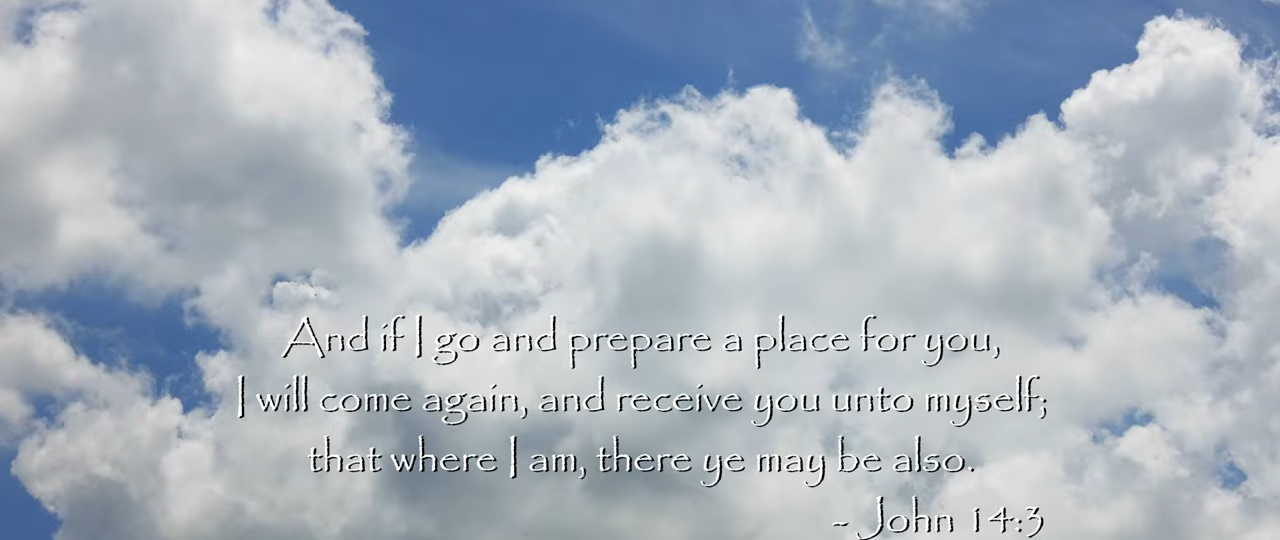 And if I go and prepare a place for you,
I will come again, and receive you unto myself;
that where I am, there ye may be also.
- John 14:3